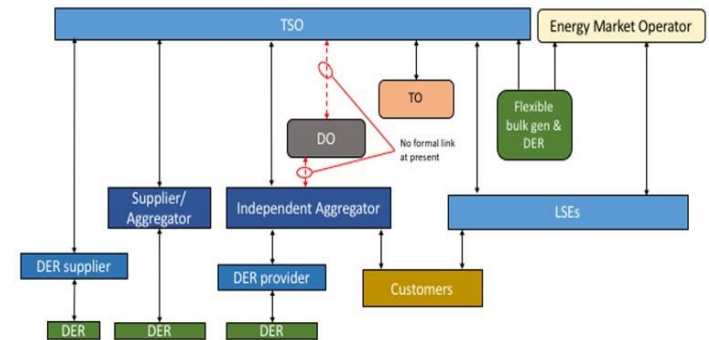 TSO
Energy Market Operator
TO
Flexible
bulk gen &
DER
DO
No formal link
at present
Supplier/
Aggregator
Independent Aggregator
LSEs
DER supplier
DER provider
Customers
DER
DER
DER